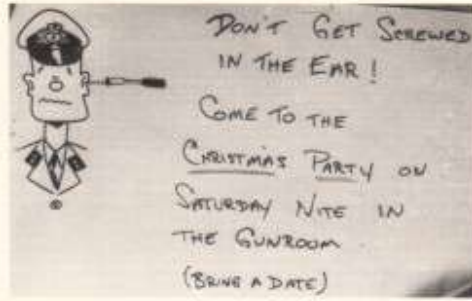 DON'T GET SCREWED
IN THE EAR!
COME TO THE
CHRISTMAS PARTY ON
SATURDAY NITE IN
THE GUNROOM
(BRING A DATE)